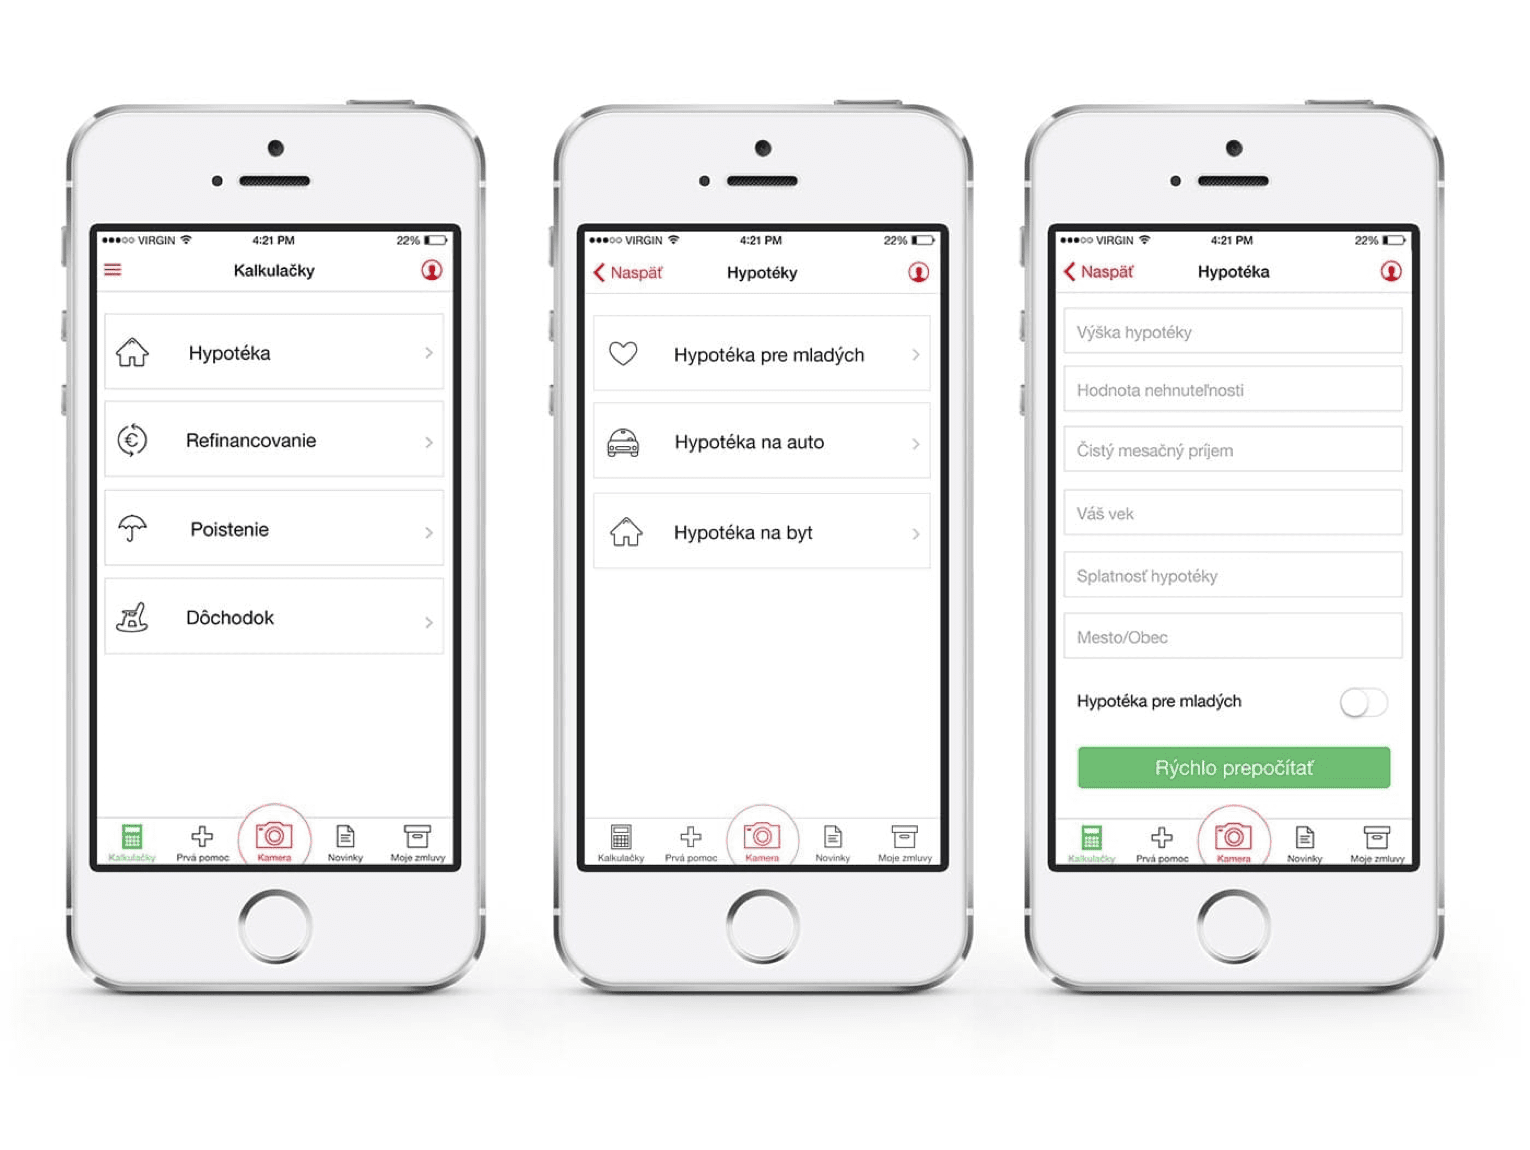 VIRGIN 4:21 PM 22%
Kalkulačky
Hypotéka
Refinancovanie
Poistenie
Dôchodok
Kalkulačky Prvá pomoc Kamera Novinky Moje zmluvy
VIRGIN 4:21 PM 22%
Naspäť Hypotéky
Hypotéka pre mladých
Hypotéka na auto
Hypotéka na byt
Kalkulačky Prvá pomoc Kamera Novinky Moje zmluvy
VIRGIN 4:21 PM 22%
Naspäť Hypotéka
Výška hypotéky
Hodnota nehnuteľnosti
Čistý mesačný príjem
Váš vek
Splatnosť hypotéky
Mesto/Obec
Hypotéka pre mladých
Rýchlo prepočítať
Kalkulačky Prvá pomoc Kamera Novinky Moje zmluvy